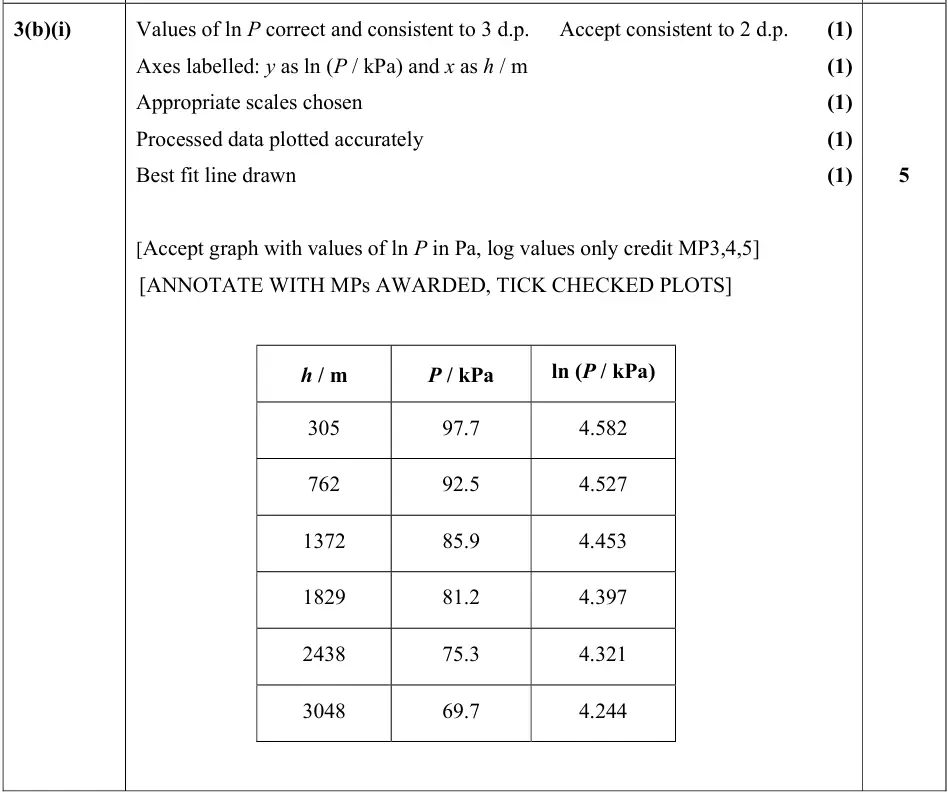 3(b)(i) Values of ln P correct and consistent to 3 d.p. Accept consistent to 2 d.p. (1)
Axes labelled: y as ln (P / kPa) and x as h / m (1)
Appropriate scales chosen (1)
Processed data plotted accurately (1)
Best fit line drawn (1) 5
[Accept graph with values of ln P in Pa, log values only credit MP3,4,5]
[ANNOTATE WITH MPs AWARDED, TICK CHECKED PLOTS]
h / m P / kPa ln (P / kPa)
305 97.7 4.582
762 92.5 4.527
1372 85.9 4.453
1829 81.2 4.397
2438 75.3 4.321
3048 69.7 4.244